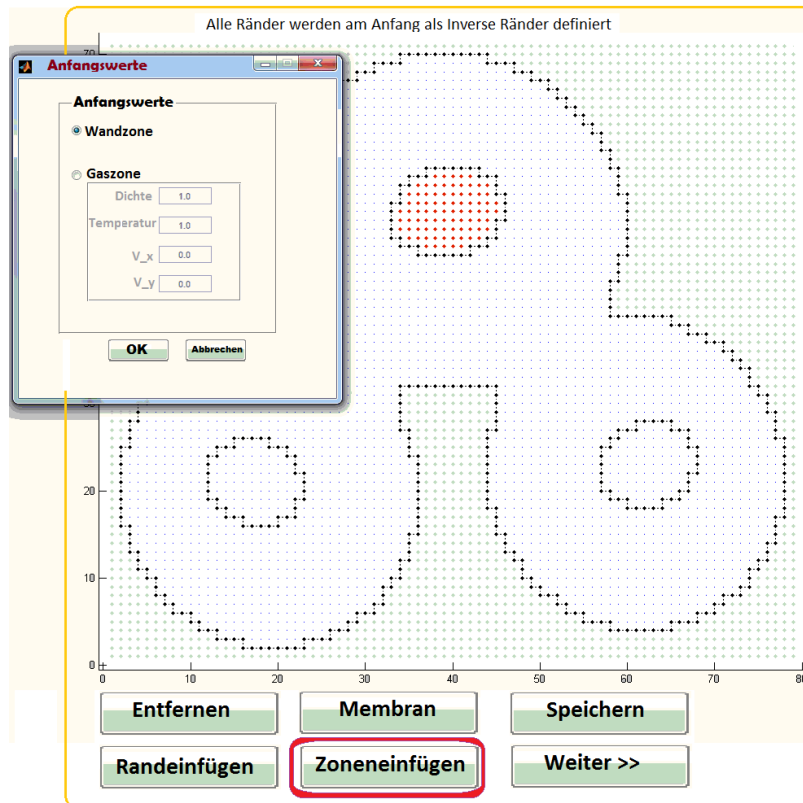 Alle Ränder werden am Anfang als Inverse Ränder definiert
70
Anfangswerte
Anfangswerte
Wandzone
Gaszone
Dichte 1.0
Temperatur 1.0
V_x 0.0
V_y 0.0
OK Abbrechen
20
10
0
0 10 20 30 40 50 60 70 80
Entfernen Membran Speichern
Randeinfügen Zoneneinfügen Weiter >>